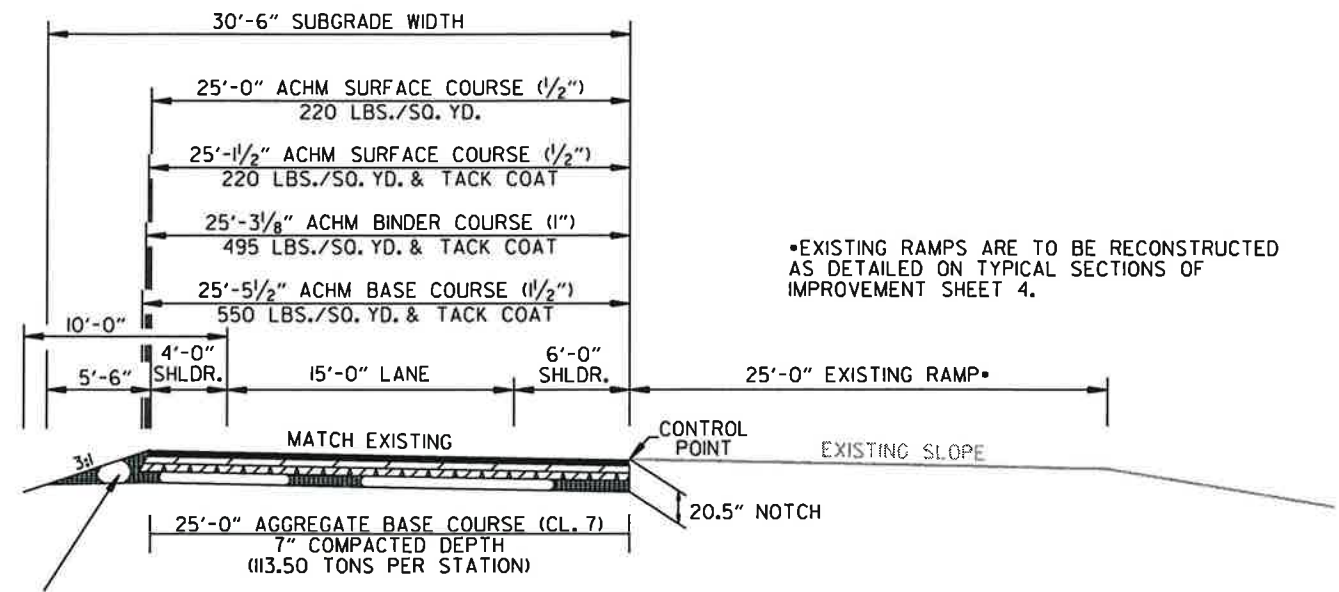 30'-6" SUBGRADE WIDTH
25'-0" ACHM SURFACE COURSE (1/2")
220 LBS./SQ. YD.
25'-1 1/2" ACHM SURFACE COURSE (1/2")
220 LBS./SQ. YD. & TACK COAT
25'-3 1/8" ACHM BINDER COURSE (1")
495 LBS./SQ. YD. & TACK COAT
25'-5 1/2" ACHM BASE COURSE (1 1/2")
550 LBS./SQ. YD. & TACK COAT
•EXISTING RAMPS ARE TO BE RECONSTRUCTED
AS DETAILED ON TYPICAL SECTIONS OF
IMPROVEMENT SHEET 4.
10'-0"
5'-6"
4'-0"
SHLDR.
15'-0" LANE
6'-0"
SHLDR.
25'-0" EXISTING RAMP•
3:1
MATCH EXISTING
CONTROL
POINT
EXISTING SLOPE
20.5" NOTCH
25'-0" AGGREGATE BASE COURSE (CL. 7)
7" COMPACTED DEPTH
(113.50 TONS PER STATION)